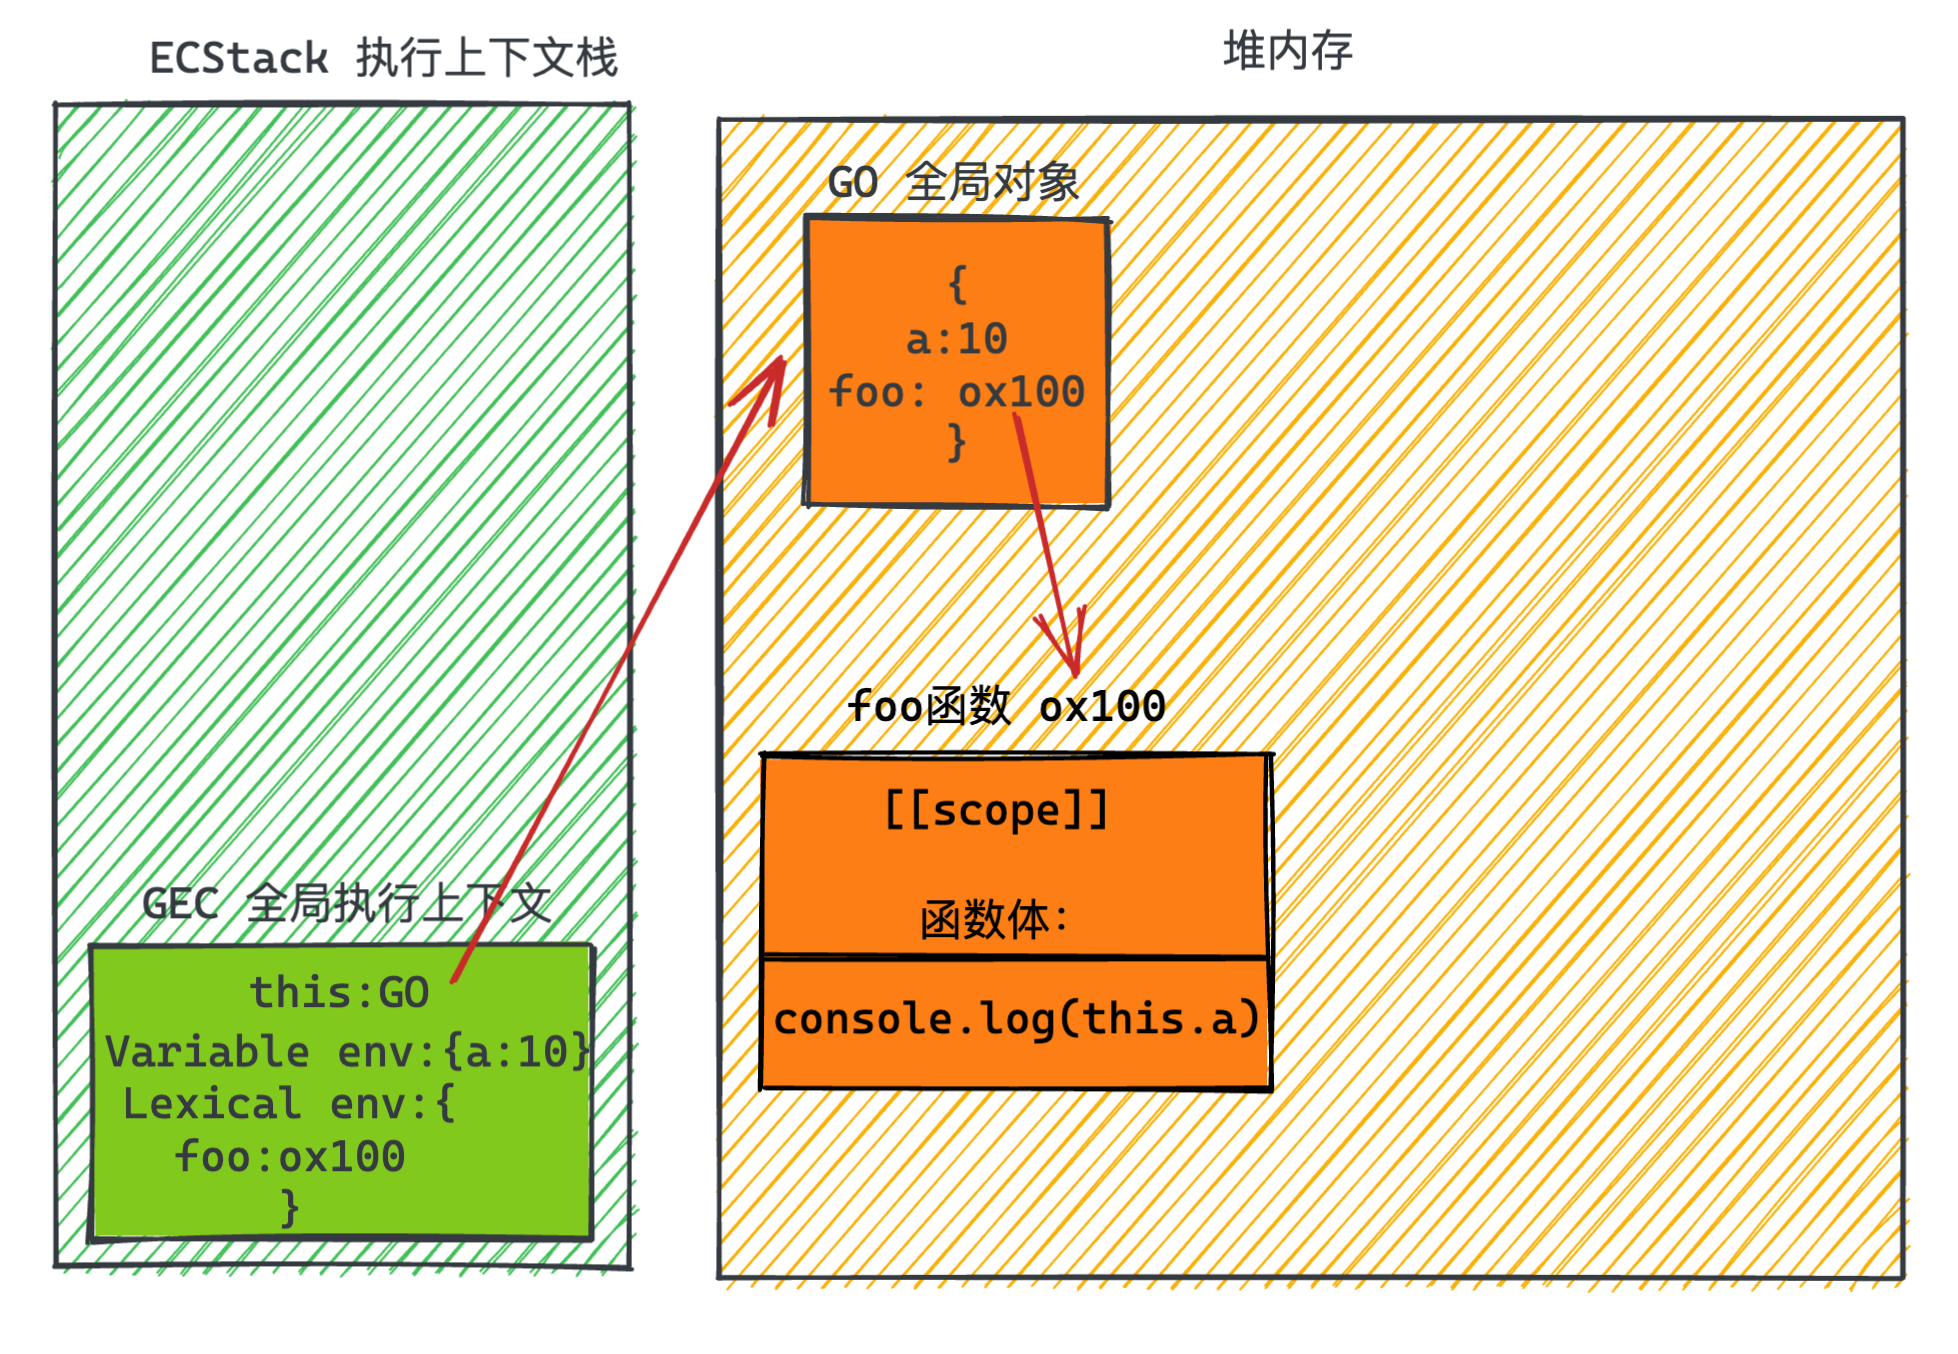 ECStack 执行上下文栈
堆内存
GO 全局对象
{
a:10
foo: ox100
}
foo函数 ox100
[[scope]]
函数体:
console.log(this.a)
GEC 全局执行上下文
this:GO
Variable env:{a:10}
Lexical env:{
foo:ox100
}